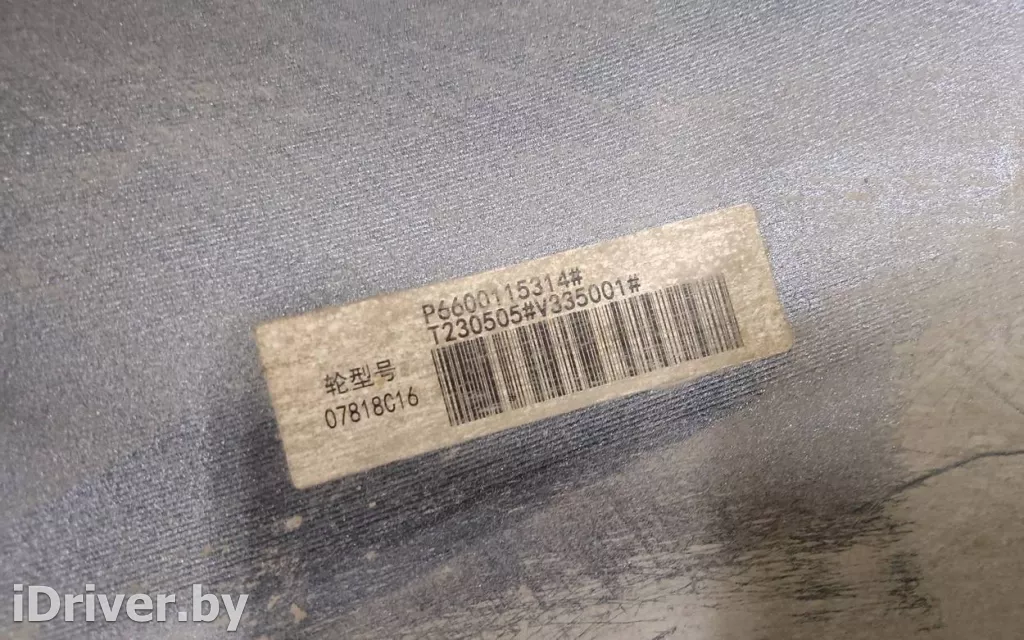 P6600115314#
T230505#V335001#
轮型号
07818C16
iDriver.by